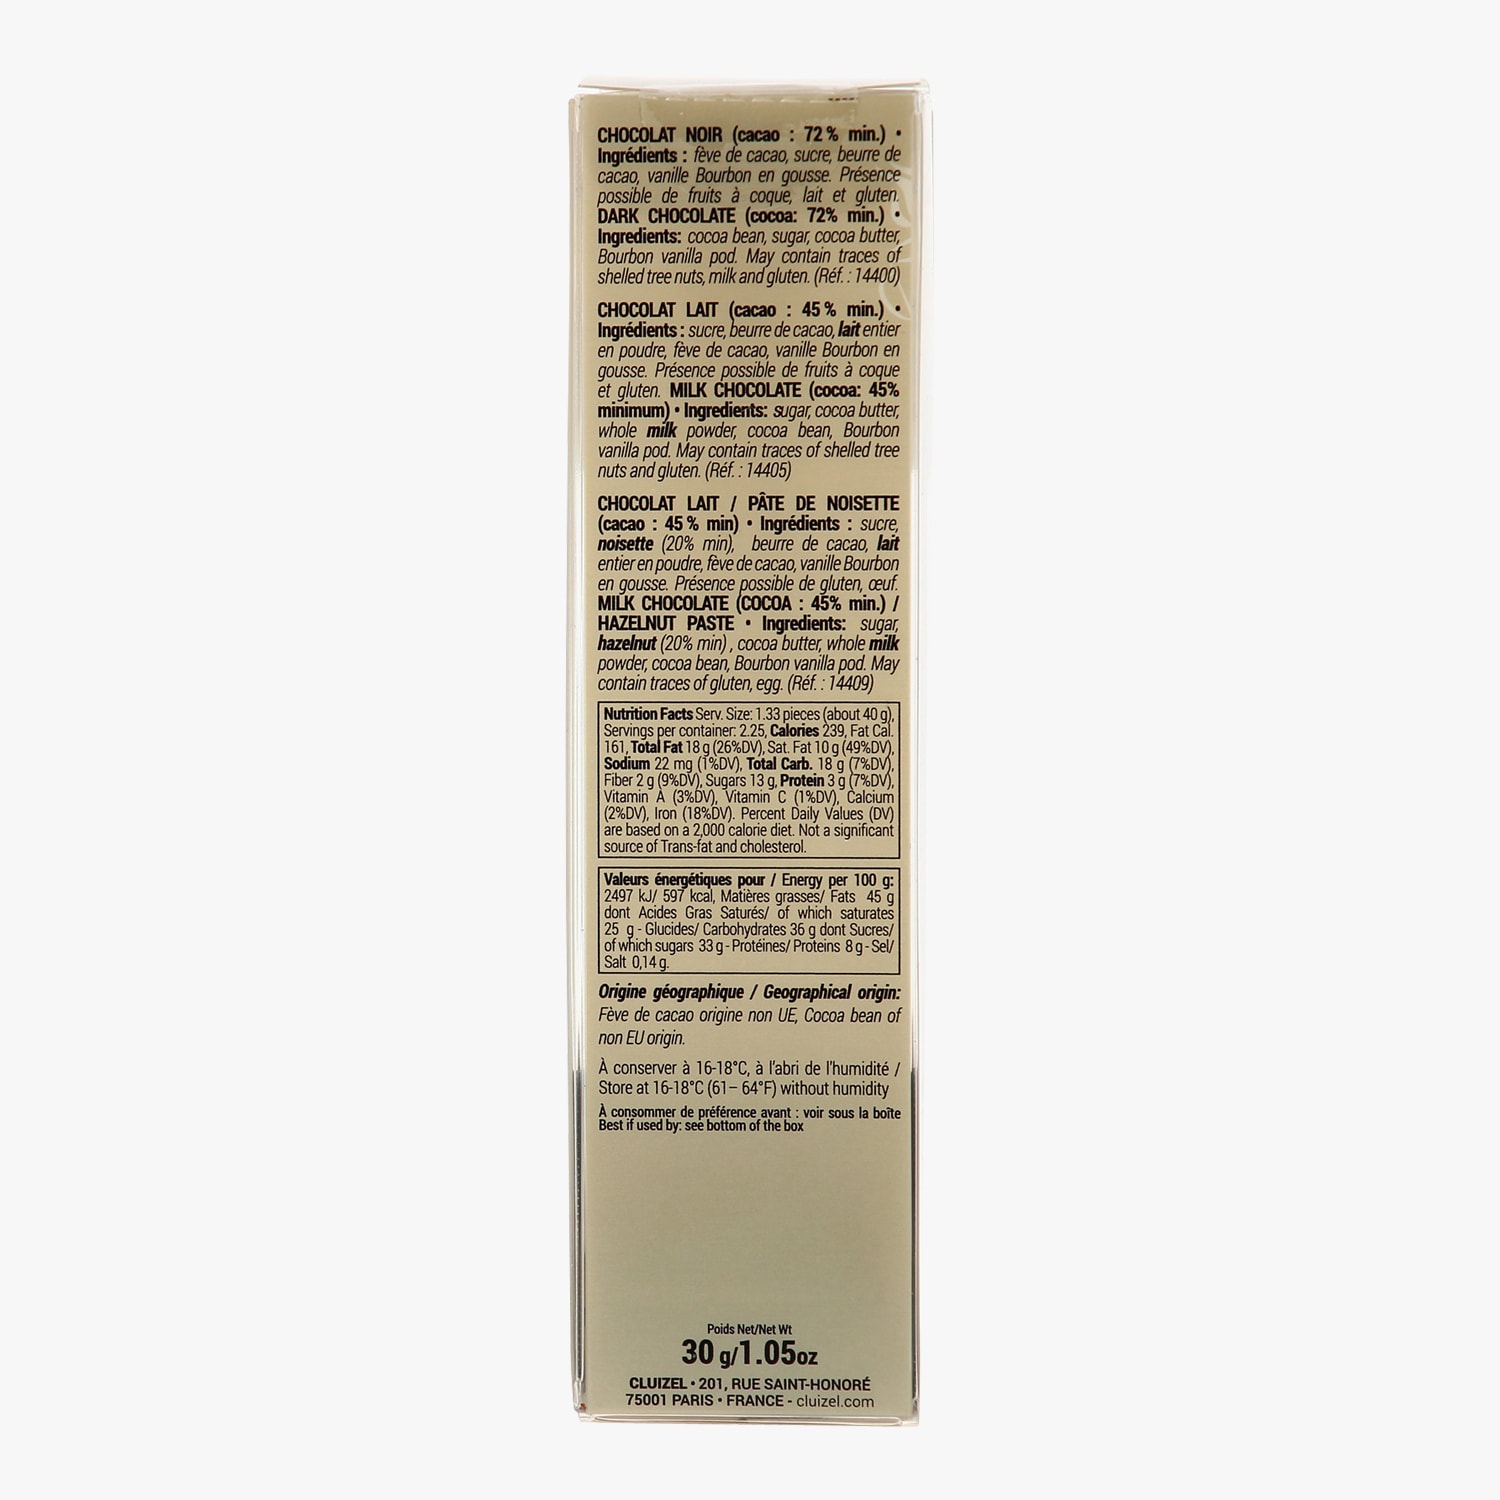 CHOCOLAT NOIR (cacao : 72 % min.) •
Ingrédients : fève de cacao, sucre, beurre de
cacao, vanille Bourbon en gousse. Présence
possible de fruits à coque, lait et gluten.
DARK CHOCOLATE (cocoa: 72% min.) •
Ingredients: cocoa bean, sugar, cocoa butter,
Bourbon vanilla pod. May contain traces of
shelled tree nuts, milk and gluten. (Réf. : 14400)
CHOCOLAT LAIT (cacao : 45 % min.) •
Ingrédients : sucre, beurre de cacao, lait entier
en poudre, fève de cacao, vanille Bourbon en
gousse. Présence possible de fruits à coque
et gluten. MILK CHOCOLATE (cocoa: 45%
minimum) • Ingredients: sugar, cocoa butter,
whole milk powder, cocoa bean, Bourbon
vanilla pod. May contain traces of shelled tree
nuts and gluten. (Réf. : 14405)
CHOCOLAT LAIT / PÂTE DE NOISETTE
(cacao : 45 % min) • Ingrédients : sucre,
noisette (20% min), beurre de cacao, lait
entier en poudre, fève de cacao, vanille Bourbon
en gousse. Présence possible de gluten, œuf.
MILK CHOCOLATE (COCOA : 45% min.) /
HAZELNUT PASTE • Ingredients: sugar,
hazelnut (20% min) , cocoa butter, whole milk
powder, cocoa bean, Bourbon vanilla pod. May
contain traces of gluten, egg. (Réf. : 14409)
Nutrition Facts Serv. Size: 1.33 pieces (about 40 g),
Servings per container: 2.25, Calories 239, Fat Cal.
161, Total Fat 18 g (26%DV), Sat. Fat 10 g (49%DV),
Sodium 22 mg (1%DV), Total Carb. 18 g (7%DV),
Fiber 2 g (9%DV), Sugars 13 g, Protein 3 g (7%DV),
Vitamin A (3%DV), Vitamin C (1%DV), Calcium
(2%DV), Iron (18%DV). Percent Daily Values (DV)
are based on a 2,000 calorie diet. Not a significant
source of Trans-fat and cholesterol.
Valeurs énergétiques pour / Energy per 100 g:
2497 kJ/ 597 kcal, Matières grasses/ Fats 45 g
dont Acides Gras Saturés/ of which saturates
25 g - Glucides/ Carbohydrates 36 g dont Sucres/
of which sugars 33 g - Protéines/ Proteins 8 g - Sel/
Salt 0,14 g.
Origine géographique / Geographical origin:
Fève de cacao origine non UE, Cocoa bean of
non EU origin.
À conserver à 16-18°C, à l'abri de l'humidité /
Store at 16-18°C (61– 64°F) without humidity
À consommer de préférence avant : voir sous la boîte
Best if used by: see bottom of the box
Poids Net/Net Wt
30 g/1.05oz
CLUIZEL • 201, RUE SAINT-HONORÉ
75001 PARIS • FRANCE - cluizel.com